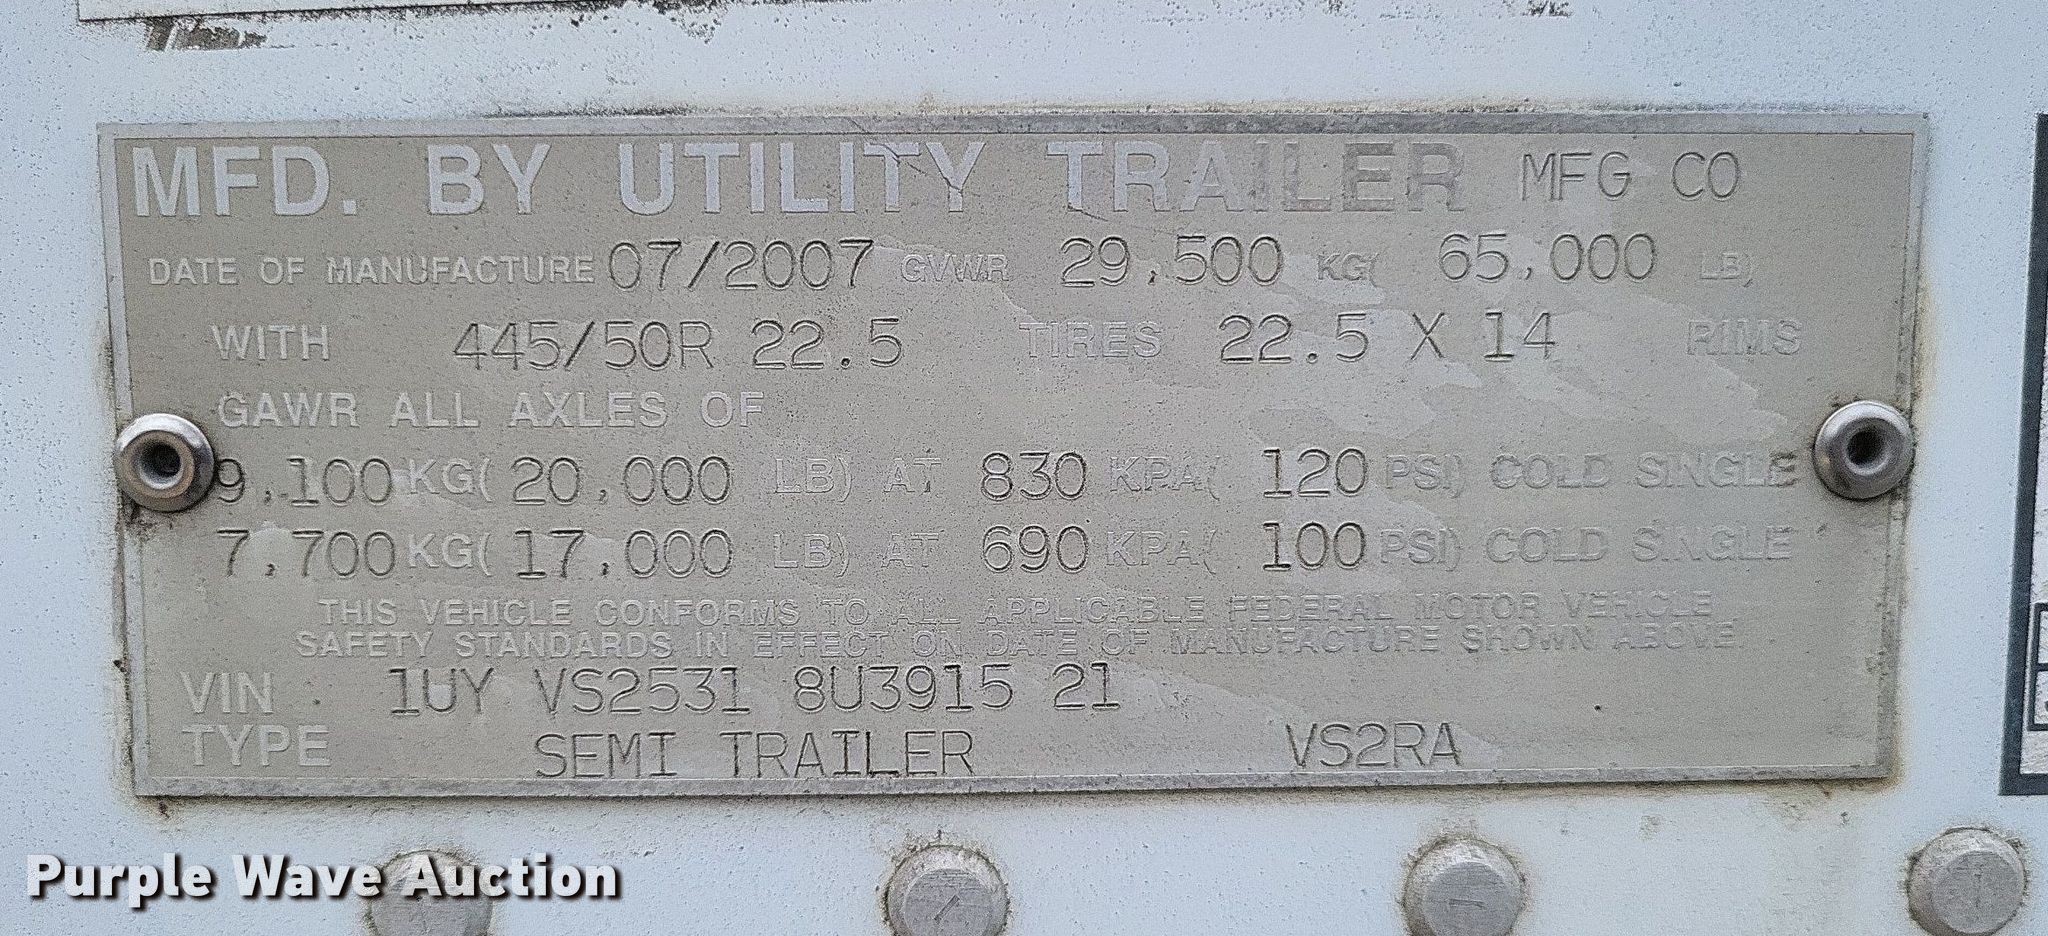 MFD. BY UTILITY TRAILER MFG CO
DATE OF MANUFACTURE 07/2007 GVWR 29,500 KG( 65,000 LB)
WITH 445/50R 22.5 TIRES 22.5 X 14 RIMS
GAWR ALL AXLES OF
9,100 KG( 20,000 LB) AT 830 KPA( 120 PSI) COLD SINGLE
7,700 KG( 17,000 LB) AT 690 KPA( 100 PSI) COLD SINGLE
THIS VEHICLE CONFORMS TO ALL APPLICABLE FEDERAL MOTOR VEHICLE
SAFETY STANDARDS IN EFFECT ON DATE OF MANUFACTURE SHOWN ABOVE.
VIN 1UY VS2531 8U3915 21
TYPE SEMI TRAILER VS2RA
Purple Wave Auction